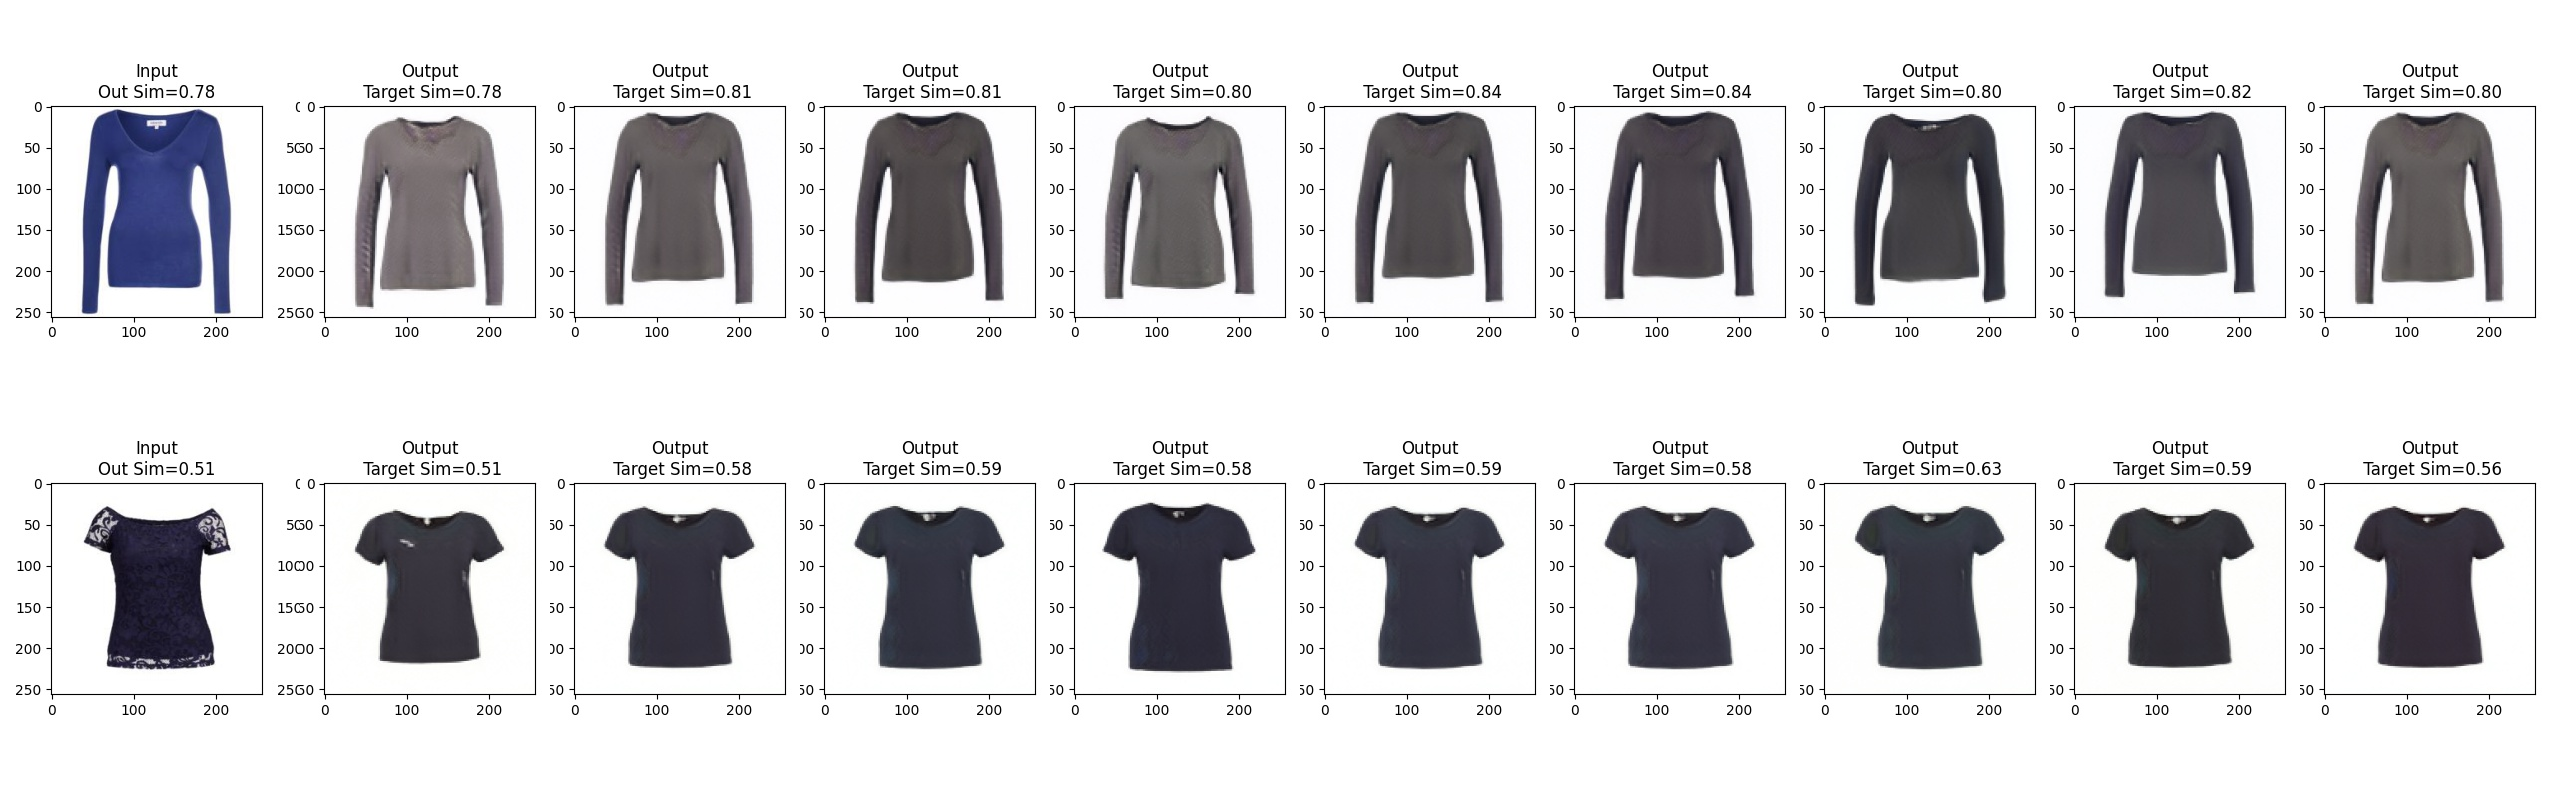 Input Output Output Output Output Output Output Output Output Output
Out Sim=0.78 Target Sim=0.78 Target Sim=0.81 Target Sim=0.81 Target Sim=0.80 Target Sim=0.84 Target Sim=0.84 Target Sim=0.80 Target Sim=0.82 Target Sim=0.80
0 0 0 0 0 0 0 0 0 0
50 50 50 50 50 50 50 50 50 50
100 00 00 00 00 00 00 00 00 00
150 50 50 50 50 50 50 50 50 50
200 00 00 00 00 00 00 00 00 00
250 50 50 50 50 50 50 50 50 50
0 100 200 0 100 200 0 100 200 0 100 200 0 100 200 0 100 200 0 100 200 0 100 200 0 100 200 0 100 200
Input Output Output Output Output Output Output Output Output Output
Out Sim=0.51 Target Sim=0.51 Target Sim=0.58 Target Sim=0.59 Target Sim=0.58 Target Sim=0.59 Target Sim=0.58 Target Sim=0.63 Target Sim=0.59 Target Sim=0.56
0 0 0 0 0 0 0 0 0 0
50 50 50 50 50 50 50 50 50 50
100 00 00 00 00 00 00 00 00 00
150 50 50 50 50 50 50 50 50 50
200 00 00 00 00 00 00 00 00 00
250 50 50 50 50 50 50 50 50 50
0 100 200 0 100 200 0 100 200 0 100 200 0 100 200 0 100 200 0 100 200 0 100 200 0 100 200 0 100 200